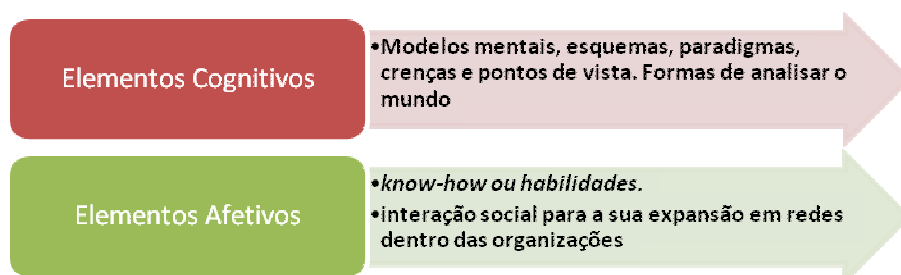 Elementos Cognitivos
•Modelos mentais, esquemas, paradigmas,
crenças e pontos de vista. Formas de analisar o
mundo
Elementos Afetivos
•know-how ou habilidades.
•interação social para a sua expansão em redes
dentro das organizações